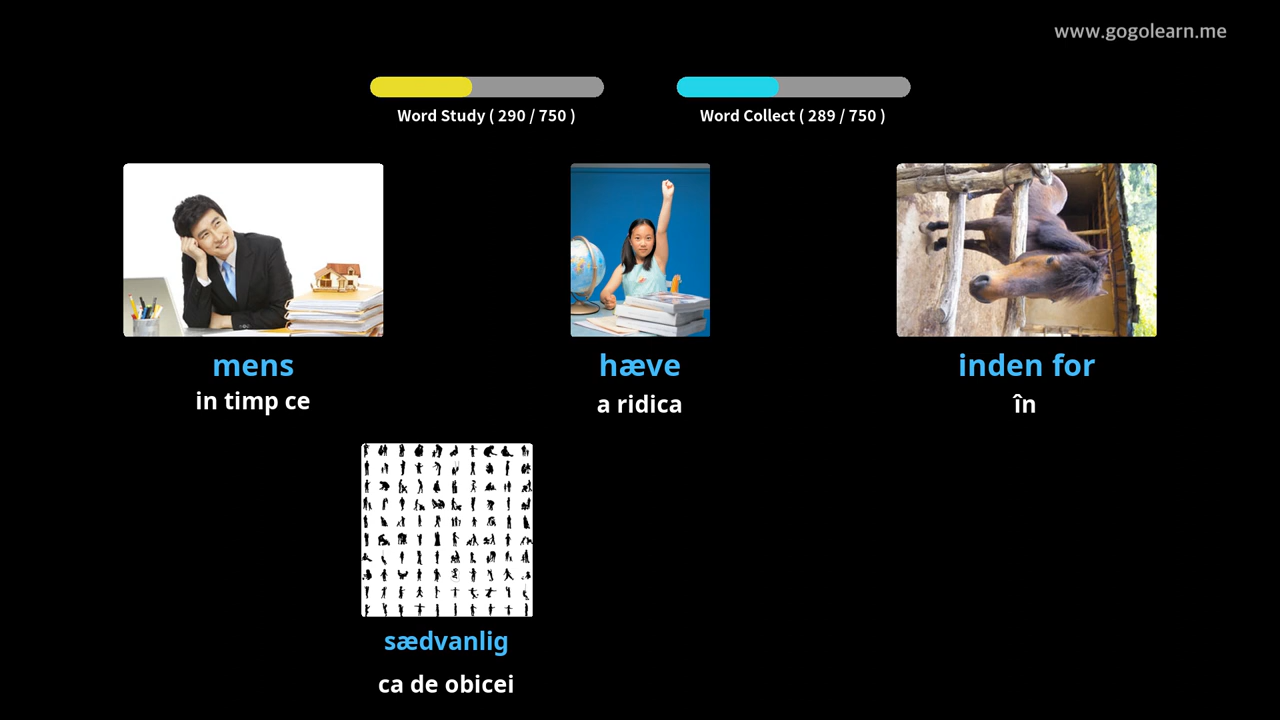 www.gogolearn.me
Word Study ( 290 / 750 )
Word Collect ( 289 / 750 )
mens
in timp ce
hæve
a ridica
inden for
în
sædvanlig
ca de obicei